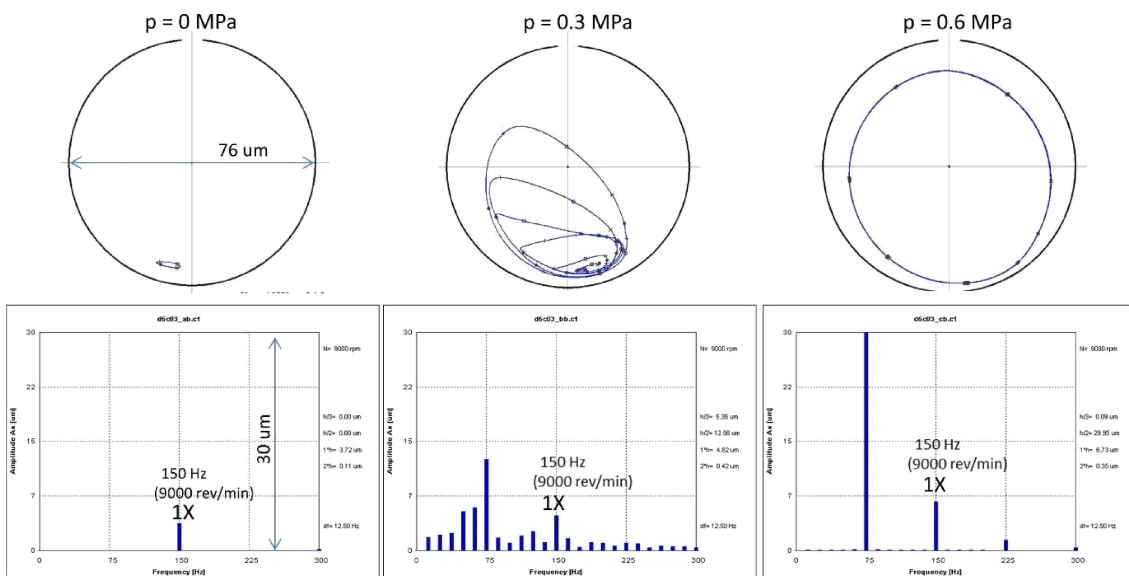 p = 0 MPa
p = 0.3 MPa
p = 0.6 MPa
76 um
d5c03_ab.c1
30
22
15
7
0
Amplitude Ax [um]
N= 9000 rpm
h/3= 0.00 um
h/2= 0.00 um
1*h= 3.72 um
2*h= 0.11 um
df= 12.50 Hz
30 um
150 Hz
(9000 rev/min)
1X
0
75
150
225
300
Frequency [Hz]
d5c03_bb.c1
30
22
15
7
0
Amplitude Ax [um]
N= 9000 rpm
h/3= 5.35 um
h/2= 12.56 um
1*h= 4.82 um
2*h= 0.42 um
df= 12.50 Hz
150 Hz
(9000 rev/min)
1X
0
75
150
225
300
Frequency [Hz]
d5c03_cb.c1
30
22
15
7
0
Amplitude Ax [um]
N= 9000 rpm
h/3= 0.09 um
h/2= 29.95 um
1*h= 6.73 um
2*h= 0.35 um
df= 12.50 Hz
150 Hz
(9000 rev/min)
1X
0
75
150
225
300
Frequency [Hz]